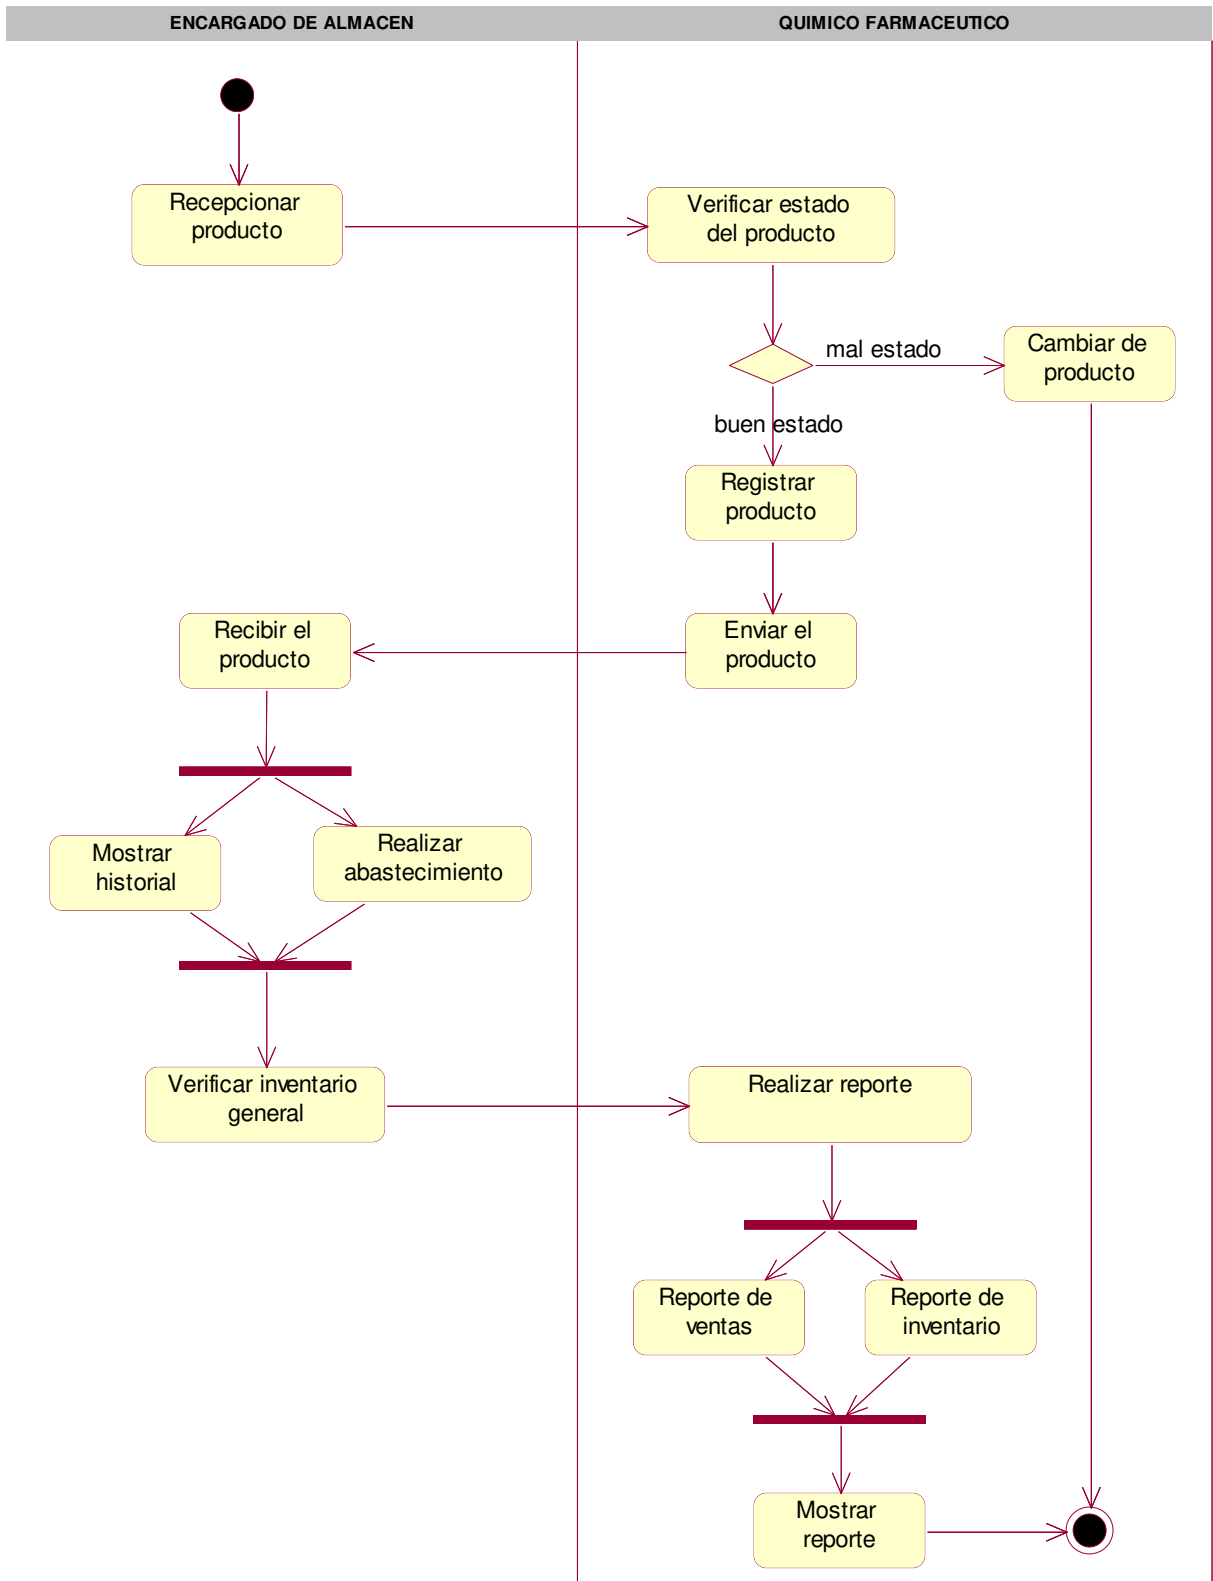 ENCARGADO DE ALMACEN
QUIMICO FARMACEUTICO
Recepcionar
producto
Verificar estado
del producto
mal estado
Cambiar de
producto
buen estado
Registrar
producto
Recibir el
producto
Enviar el
producto
Mostrar
historial
Realizar
abastecimiento
Verificar inventario
general
Realizar reporte
Reporte de
ventas
Reporte de
inventario
Mostrar
reporte